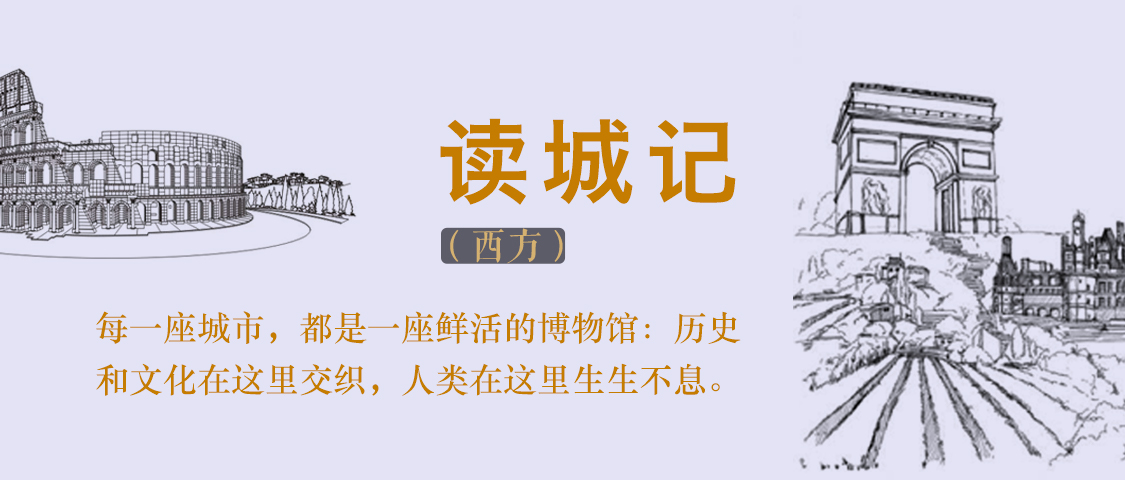 读城记
（西方）
每一座城市，都是一座鲜活的博物馆：历史
和文化在这里交织，人类在这里生生不息。